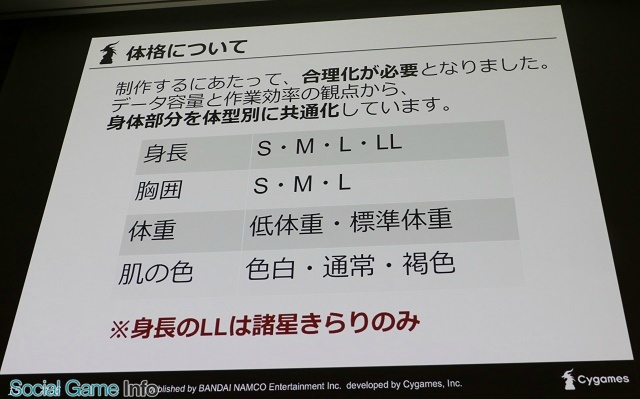 体格について
制作するにあたって、合理化が必要となりました。
データ容量と作業効率の観点から、
身体部分を体型別に共通化しています。
身長 S・M・L・LL
胸囲 S・M・L
体重 低体重・標準体重
肌の色 色白・通常・褐色
※身長のLLは諸星きらりのみ
Social Game Info
published by BANDAI NAMCO Entertainment Inc. developed by Cygames, Inc.
Cygames